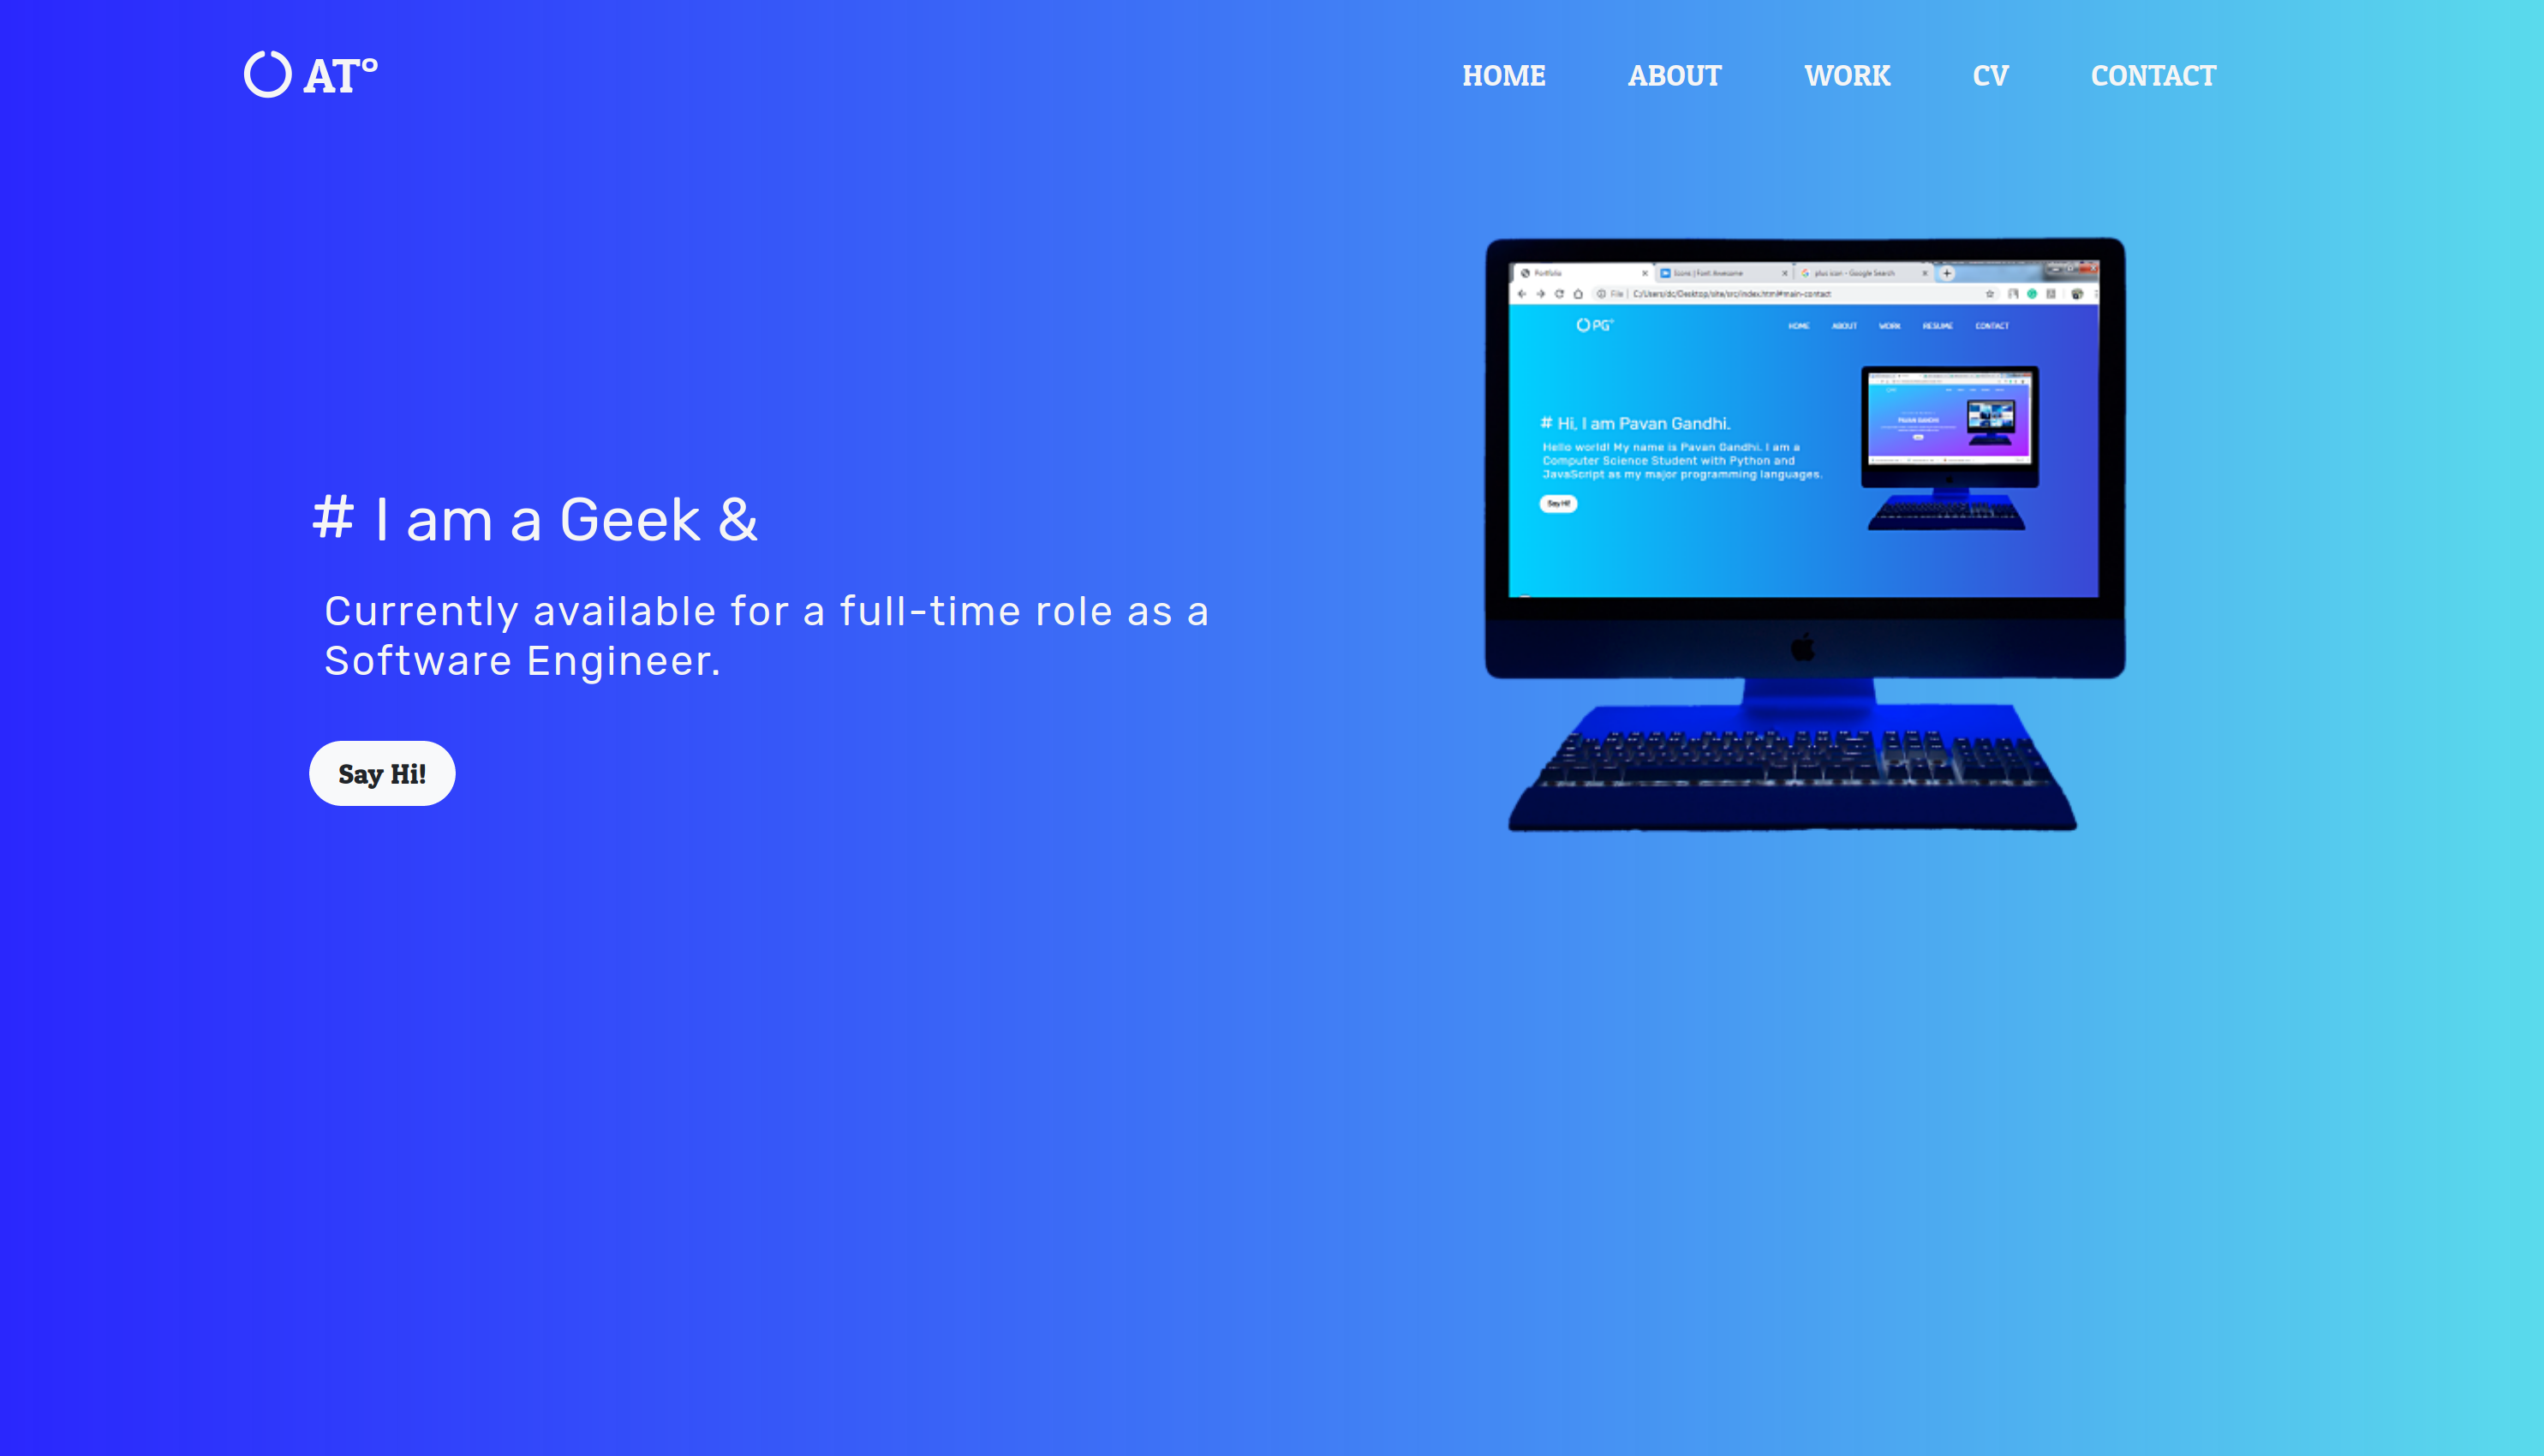 AT°
HOME ABOUT WORK CV CONTACT
Portfolio
Icons | Font Awesome
plus icon - Google Search
File
C:/Users/dc/Desktop/site/src/index.html#main-contact
PG°
HOME ABOUT WORK RESUME CONTACT
# Hi, I am Pavan Gandhi.
Hello world! My name is Pavan Gandhi. I am a
Computer Science Student with Python and
JavaScript as my major programming languages.
Say Hi!
PAVAN GANDHI
# I am a Geek &
Currently available for a full-time role as a
Software Engineer.
Say Hi!